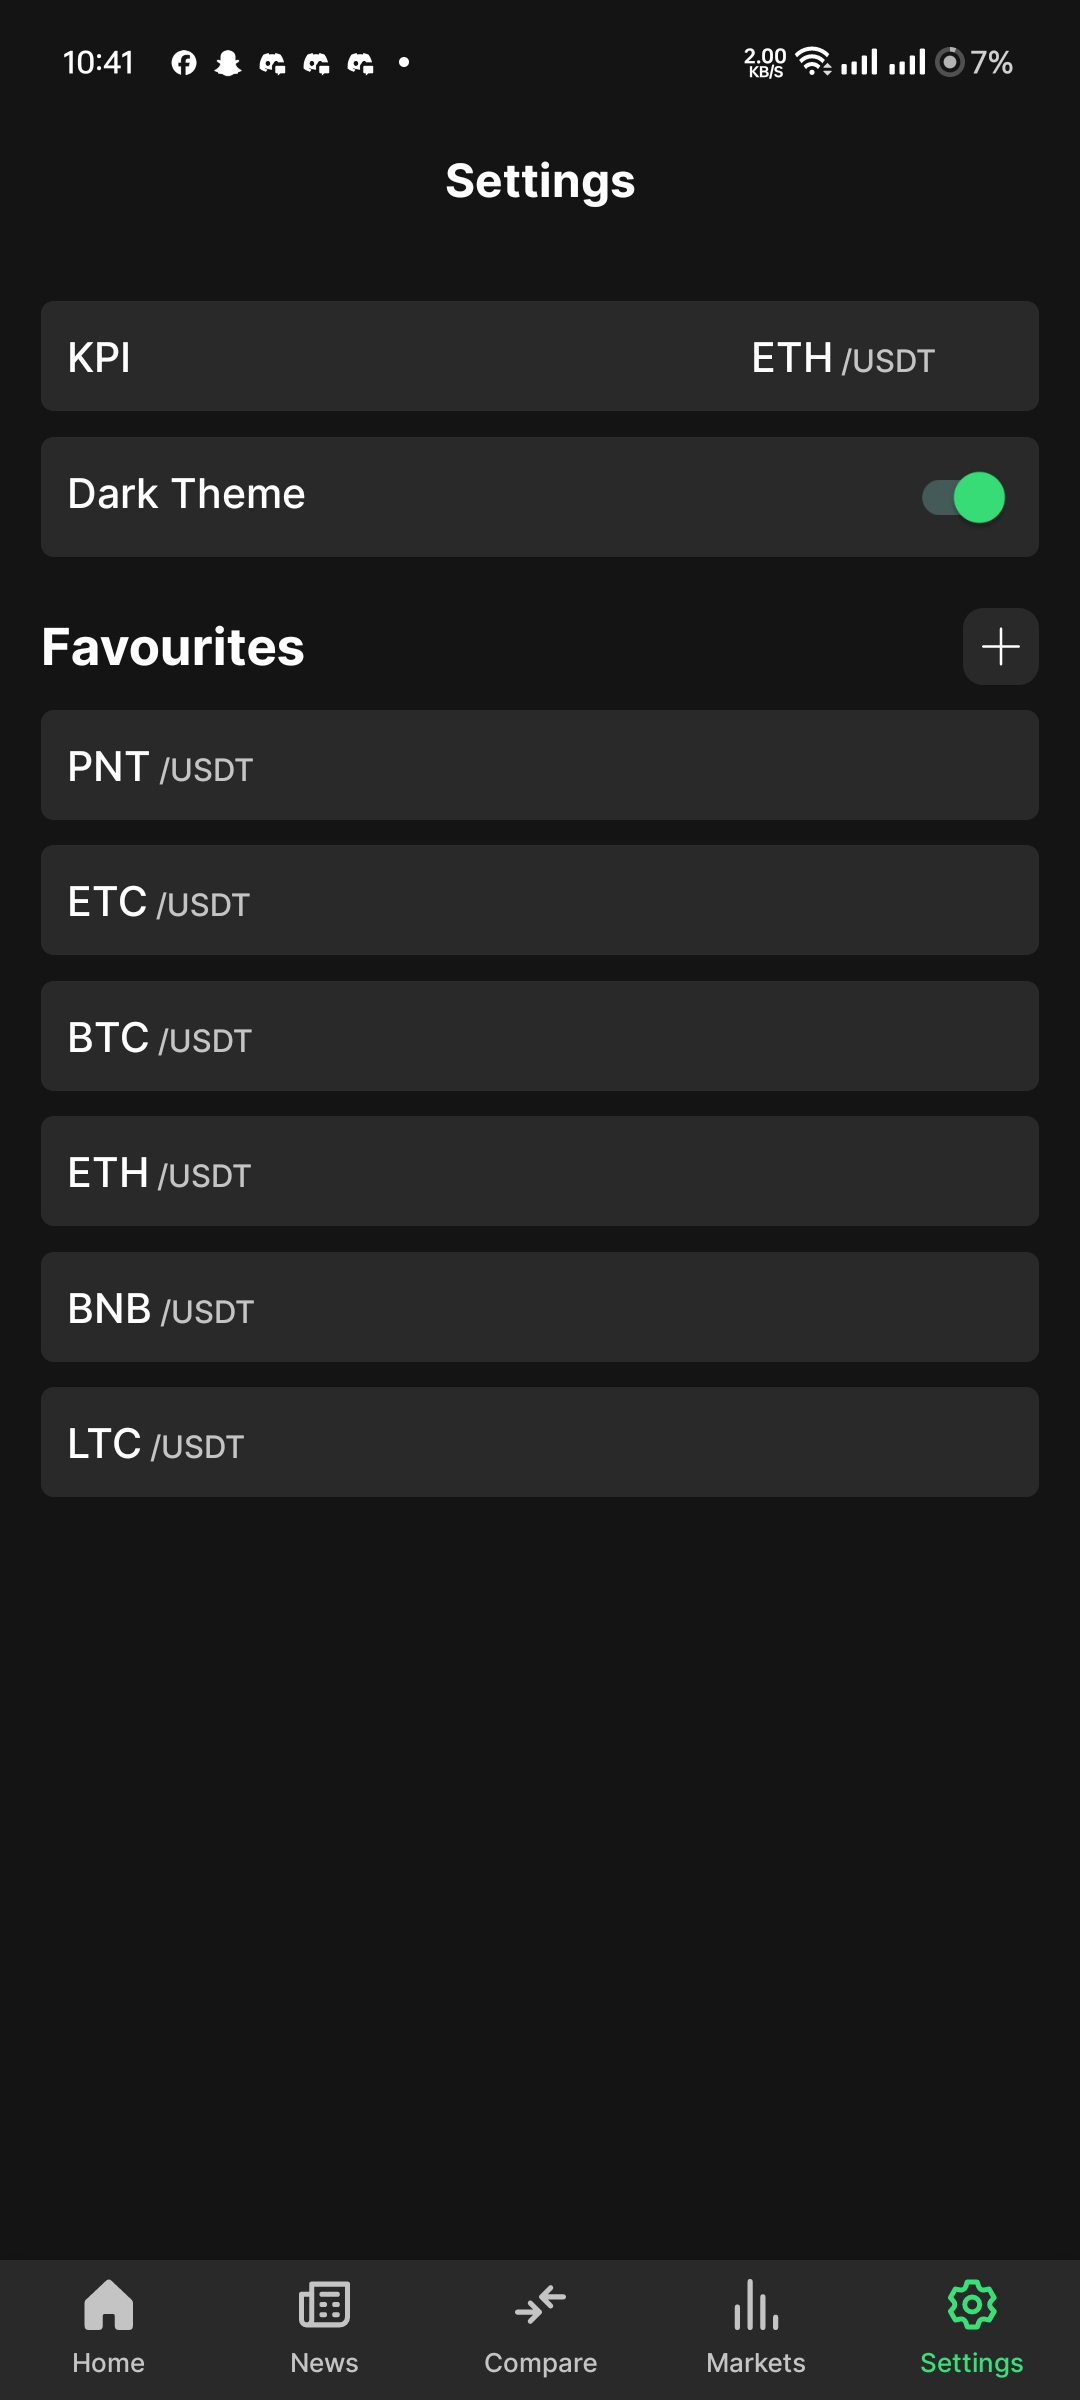 10:41 2.00 KB/S 7%
Settings
KPI ETH /USDT
Dark Theme
Favourites
PNT /USDT
ETC /USDT
BTC /USDT
ETH /USDT
BNB /USDT
LTC /USDT
Home News Compare Markets Settings